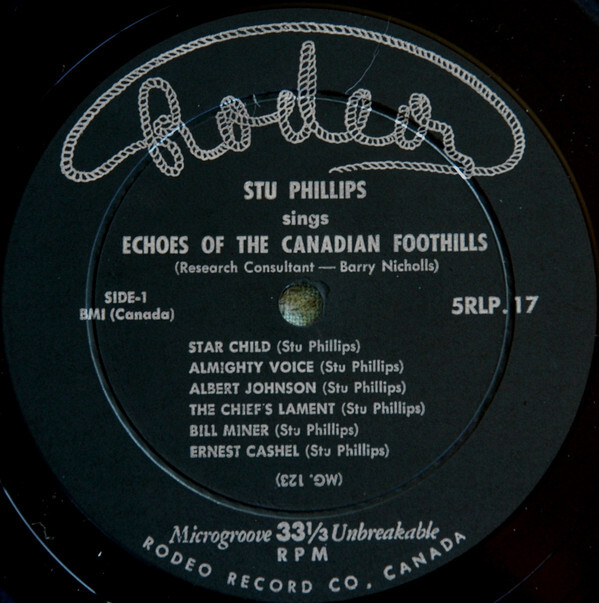 Rodeo
STU PHILLIPS
sings
ECHOES OF THE CANADIAN FOOTHILLS
(Research Consultant — Barry Nicholls)
SIDE-1
BMI (Canada)
5RLP. 17
STAR CHILD (Stu Phillips)
ALMIGHTY VOICE (Stu Phillips)
ALBERT JOHNSON (Stu Phillips)
THE CHIEF'S LAMENT (Stu Phillips)
BILL MINER (Stu Phillips)
ERNEST CASHEL (Stu Phillips)
(MG. 123)
Microgroove 33⅓ Unbreakable
RPM
RODEO RECORD CO. CANADA